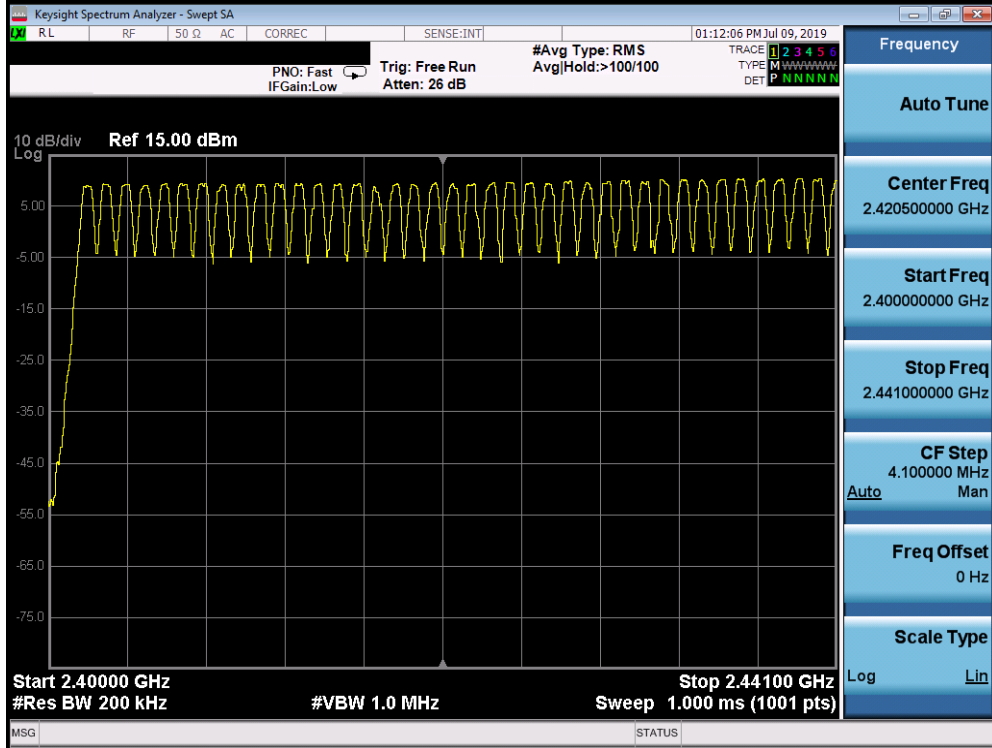 Keysight Spectrum Analyzer - Swept SA
LXI RL RF 50 Ω AC CORREC SENSE:INT 01:12:06 PM Jul 09, 2019
PNO: Fast
IFGain:Low
Trig: Free Run
Atten: 26 dB
#Avg Type: RMS
Avg|Hold:>100/100
TRACE 1 2 3 4 5 6
TYPE M WWWWW
DET P N N N N N
10 dB/div Ref 15.00 dBm
Log
5.00
-5.00
-15.0
-25.0
-35.0
-45.0
-55.0
-65.0
-75.0
Start 2.40000 GHz Stop 2.44100 GHz
#Res BW 200 kHz #VBW 1.0 MHz Sweep 1.000 ms (1001 pts)
MSG STATUS
Frequency
Auto Tune
Center Freq
2.420500000 GHz
Start Freq
2.400000000 GHz
Stop Freq
2.441000000 GHz
CF Step
4.100000 MHz
Auto Man
Freq Offset
0 Hz
Scale Type
Log Lin